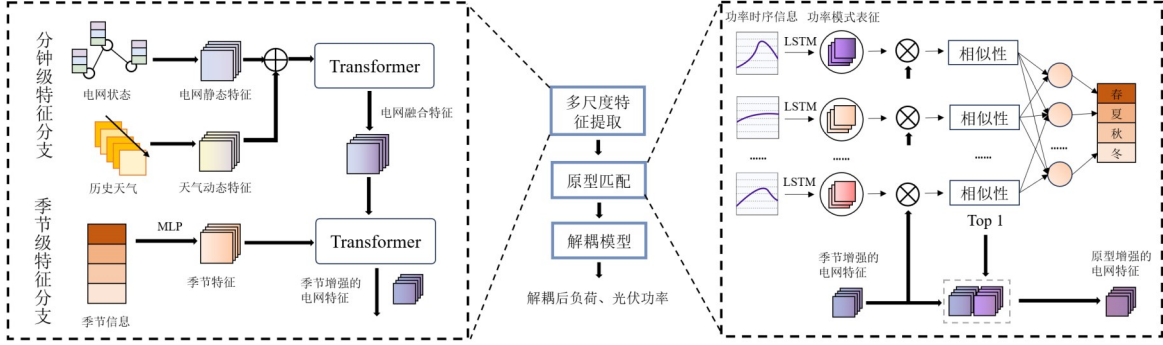 分钟级特征分支
电网状态
电网静态特征
Transformer
电网融合特征
历史天气
天气动态特征
季节级特征分支
MLP
Transformer
季节特征
季节增强的
电网特征
季节信息
多尺度特
征提取
原型匹配
解耦模型
解耦后负荷、光伏功率
功率时序信息
功率模式表征
LSTM
相似性
LSTM
相似性
......
......
......
......
LSTM
相似性
春
夏
秋
冬
Top 1
季节增强的
电网特征
原型增强的
电网特征